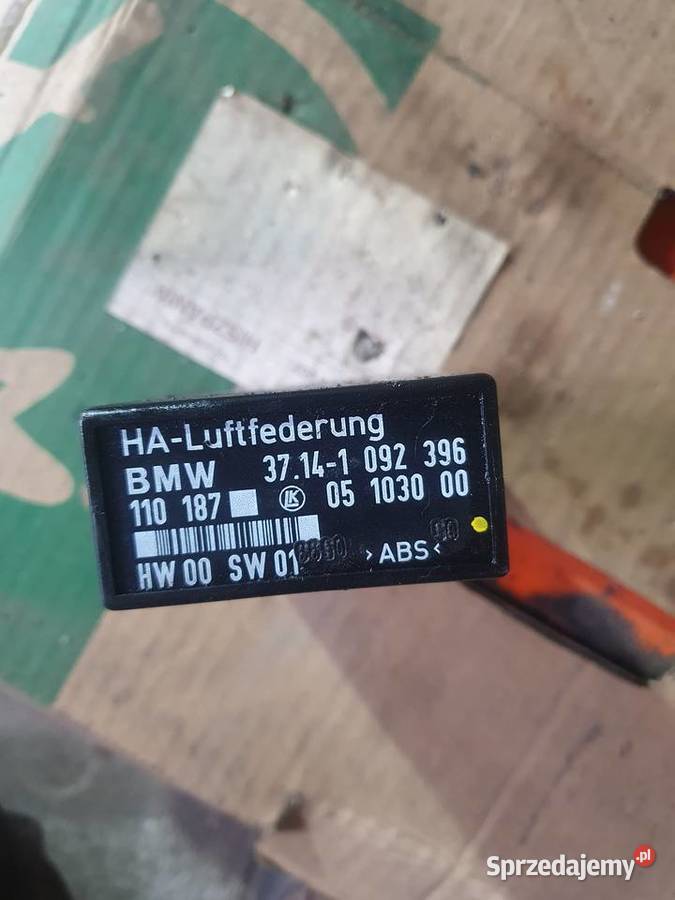 HA-Luftfederung
BMW 37.14-1 092 396
110 187 LK 05 1030 00
HW 00 SW 01 >ABS<
Sprzedajemy.pl